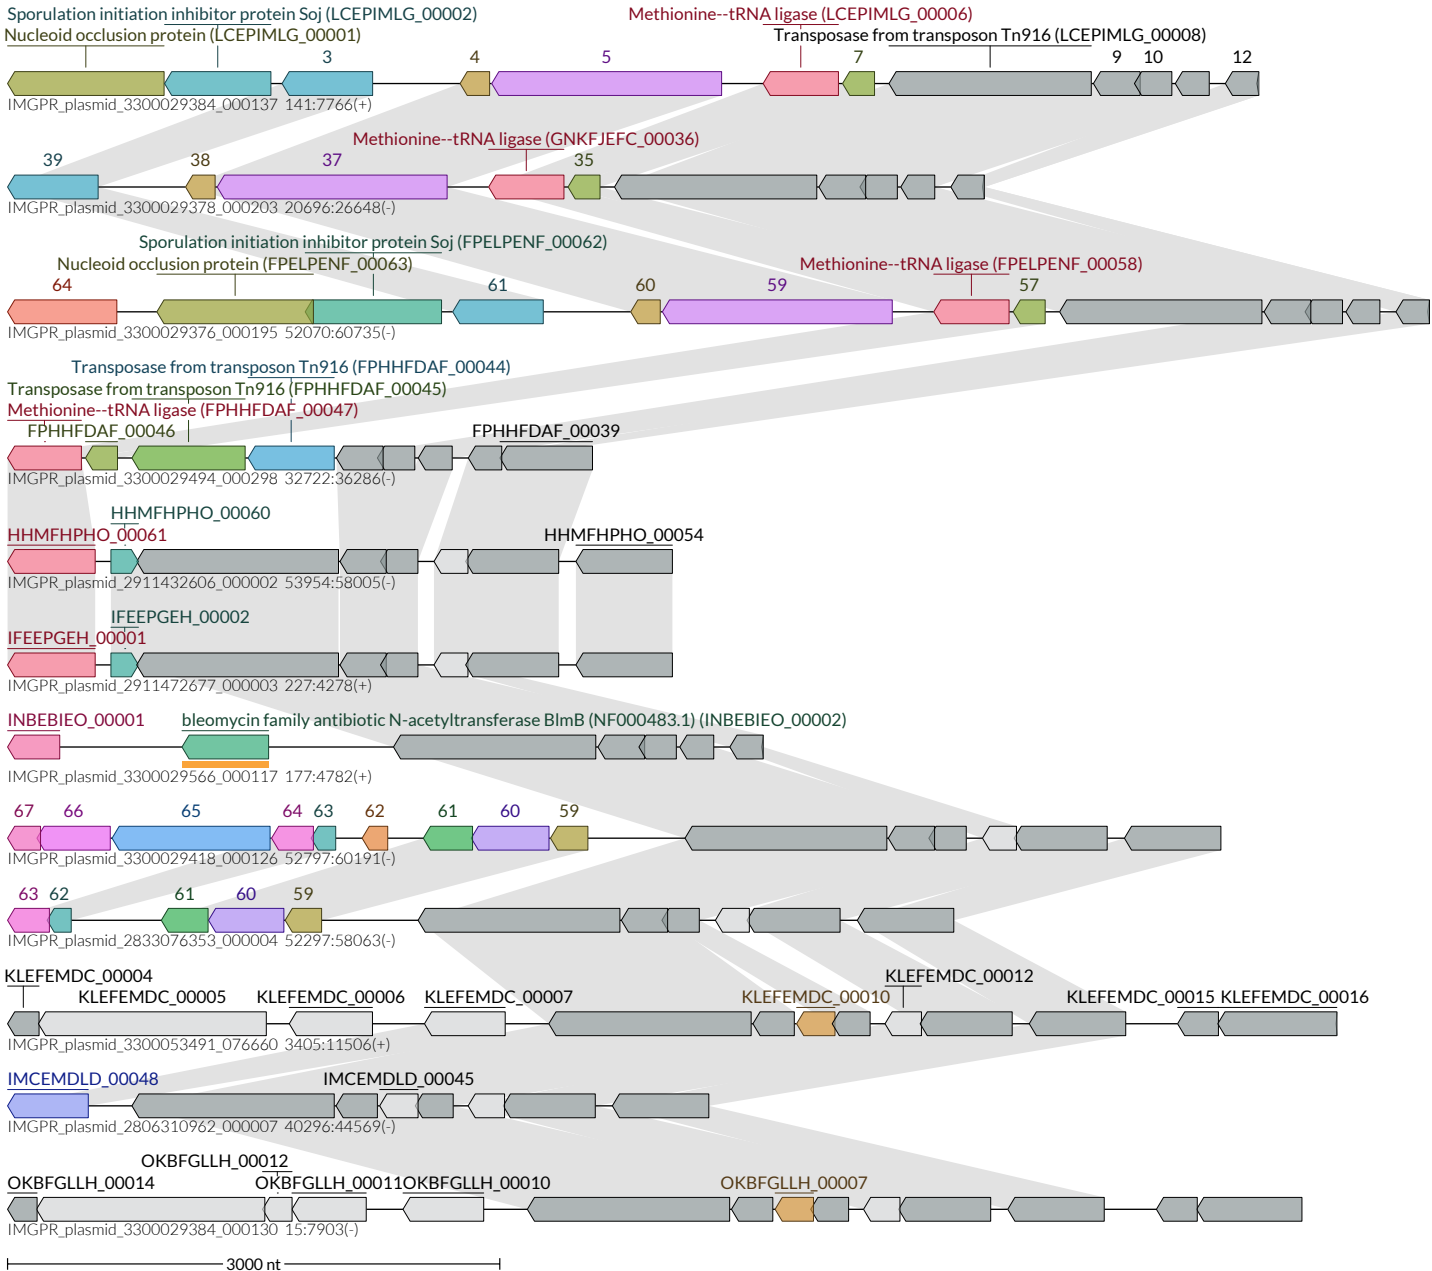 Sporulation initiation inhibitor protein Soj (LCEPIMLG_00002)
Methionine--tRNA ligase (LCEPIMLG_00006)
Nucleoid occlusion protein (LCEPIMLG_00001)
Transposase from transposon Tn916 (LCEPIMLG_00008)
3 4 5 7 9 10 12
IMGPR_plasmid_3300029384_000137 141:7766(+)
Methionine--tRNA ligase (GNKFJEFC_00036)
39 38 37 35
IMGPR_plasmid_3300029378_000203 20696:26648(-)
Sporulation initiation inhibitor protein Soj (FPELPENF_00062)
Nucleoid occlusion protein (FPELPENF_00063)
Methionine--tRNA ligase (FPELPENF_00058)
64 61 60 59 57
IMGPR_plasmid_3300029376_000195 52070:60735(-)
Transposase from transposon Tn916 (FPHHFDAF_00044)
Transposase from transposon Tn916 (FPHHFDAF_00045)
Methionine--tRNA ligase (FPHHFDAF_00047)
FPHHFDAF_00046 FPHHFDAF_00039
IMGPR_plasmid_3300029494_000298 32722:36286(-)
HHMFHPHO_00060
HHMFHPHO_00061 HHMFHPHO_00054
IMGPR_plasmid_2911432606_000002 53954:58005(-)
IFEEPGEH_00002
IFEEPGEH_00001
IMGPR_plasmid_2911472677_000003 227:4278(+)
INBEBIEO_00001 bleomycin family antibiotic N-acetyltransferase BlmB (NF000483.1) (INBEBIEO_00002)
IMGPR_plasmid_3300029566_000117 177:4782(+)
67 66 65 64 63 62 61 60 59
IMGPR_plasmid_3300029418_000126 52797:60191(-)
63 62 61 60 59
IMGPR_plasmid_2833076353_000004 52297:58063(-)
KLEFEMDC_00004 KLEFEMDC_00012
KLEFEMDC_00005 KLEFEMDC_00006 KLEFEMDC_00007 KLEFEMDC_00010 KLEFEMDC_00015 KLEFEMDC_00016
IMGPR_plasmid_3300053491_076660 3405:11506(+)
IMCEMDLD_00048 IMCEMDLD_00045
IMGPR_plasmid_2806310962_000007 40296:44569(-)
OKBFGLLH_00012
OKBFGLLH_00014 OKBFGLLH_00011 OKBFGLLH_00010 OKBFGLLH_00007
IMGPR_plasmid_3300029384_000130 15:7903(-)
3000 nt